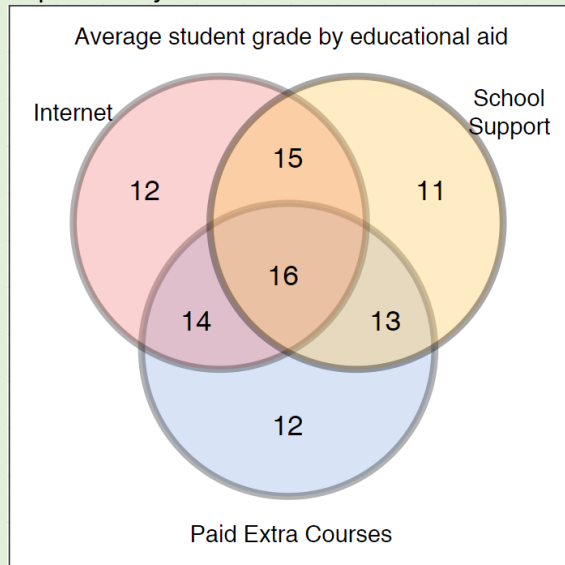 Average student grade by educational aid
Internet
School
Support
15
12
11
16
14
13
12
Paid Extra Courses